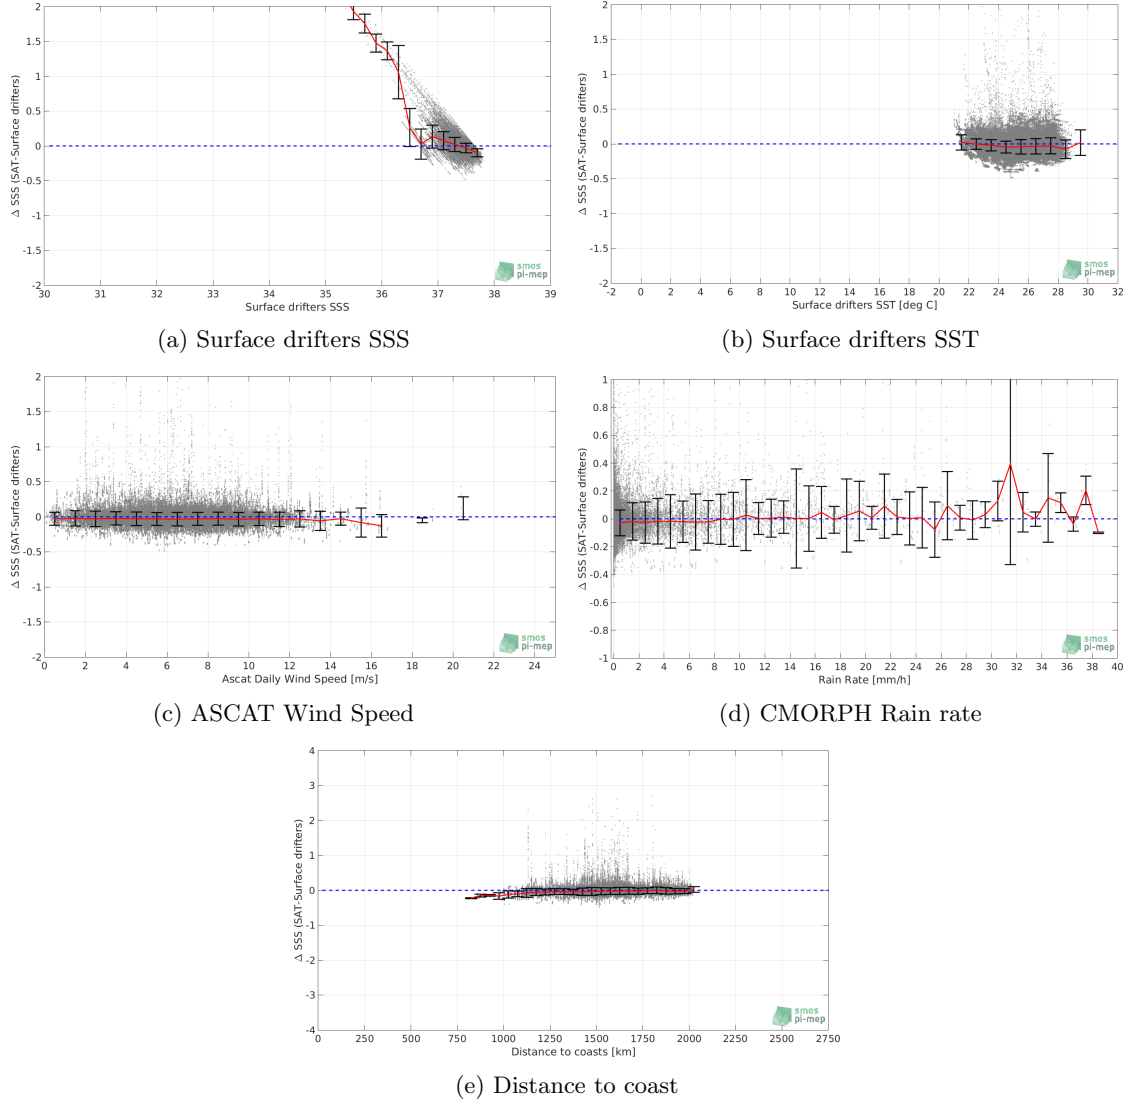 2
1.5
1
0.5
0
-0.5
-1
-1.5
-2
Δ SSS (SAT-Surface drifters)
30 31 32 33 34 35 36 37 38 39
Surface drifters SSS
smos
pi-mep
(a) Surface drifters SSS
2
1.5
1
0.5
0
-0.5
-1
-1.5
-2
Δ SSS (SAT-Surface drifters)
-2 0 2 4 6 8 10 12 14 16 18 20 22 24 26 28 30 32
Surface drifters SST [deg C]
smos
pi-mep
(b) Surface drifters SST
2
1.5
1
0.5
0
-0.5
-1
-1.5
-2
Δ SSS (SAT-Surface drifters)
0 2 4 6 8 10 12 14 16 18 20 22 24
Ascat Daily Wind Speed [m/s]
smos
pi-mep
(c) ASCAT Wind Speed
1
0.8
0.6
0.4
0.2
0
-0.2
-0.4
-0.6
-0.8
-1
Δ SSS (SAT-Surface drifters)
0 2 4 6 8 10 12 14 16 18 20 22 24 26 28 30 32 34 36 38 40
Rain Rate [mm/h]
smos
pi-mep
(d) CMORPH Rain rate
4
3
2
1
0
-1
-2
-3
-4
Δ SSS (SAT-Surface drifters)
0 250 500 750 1000 1250 1500 1750 2000 2250 2500 2750
Distance to coasts [km]
smos
pi-mep
(e) Distance to coast